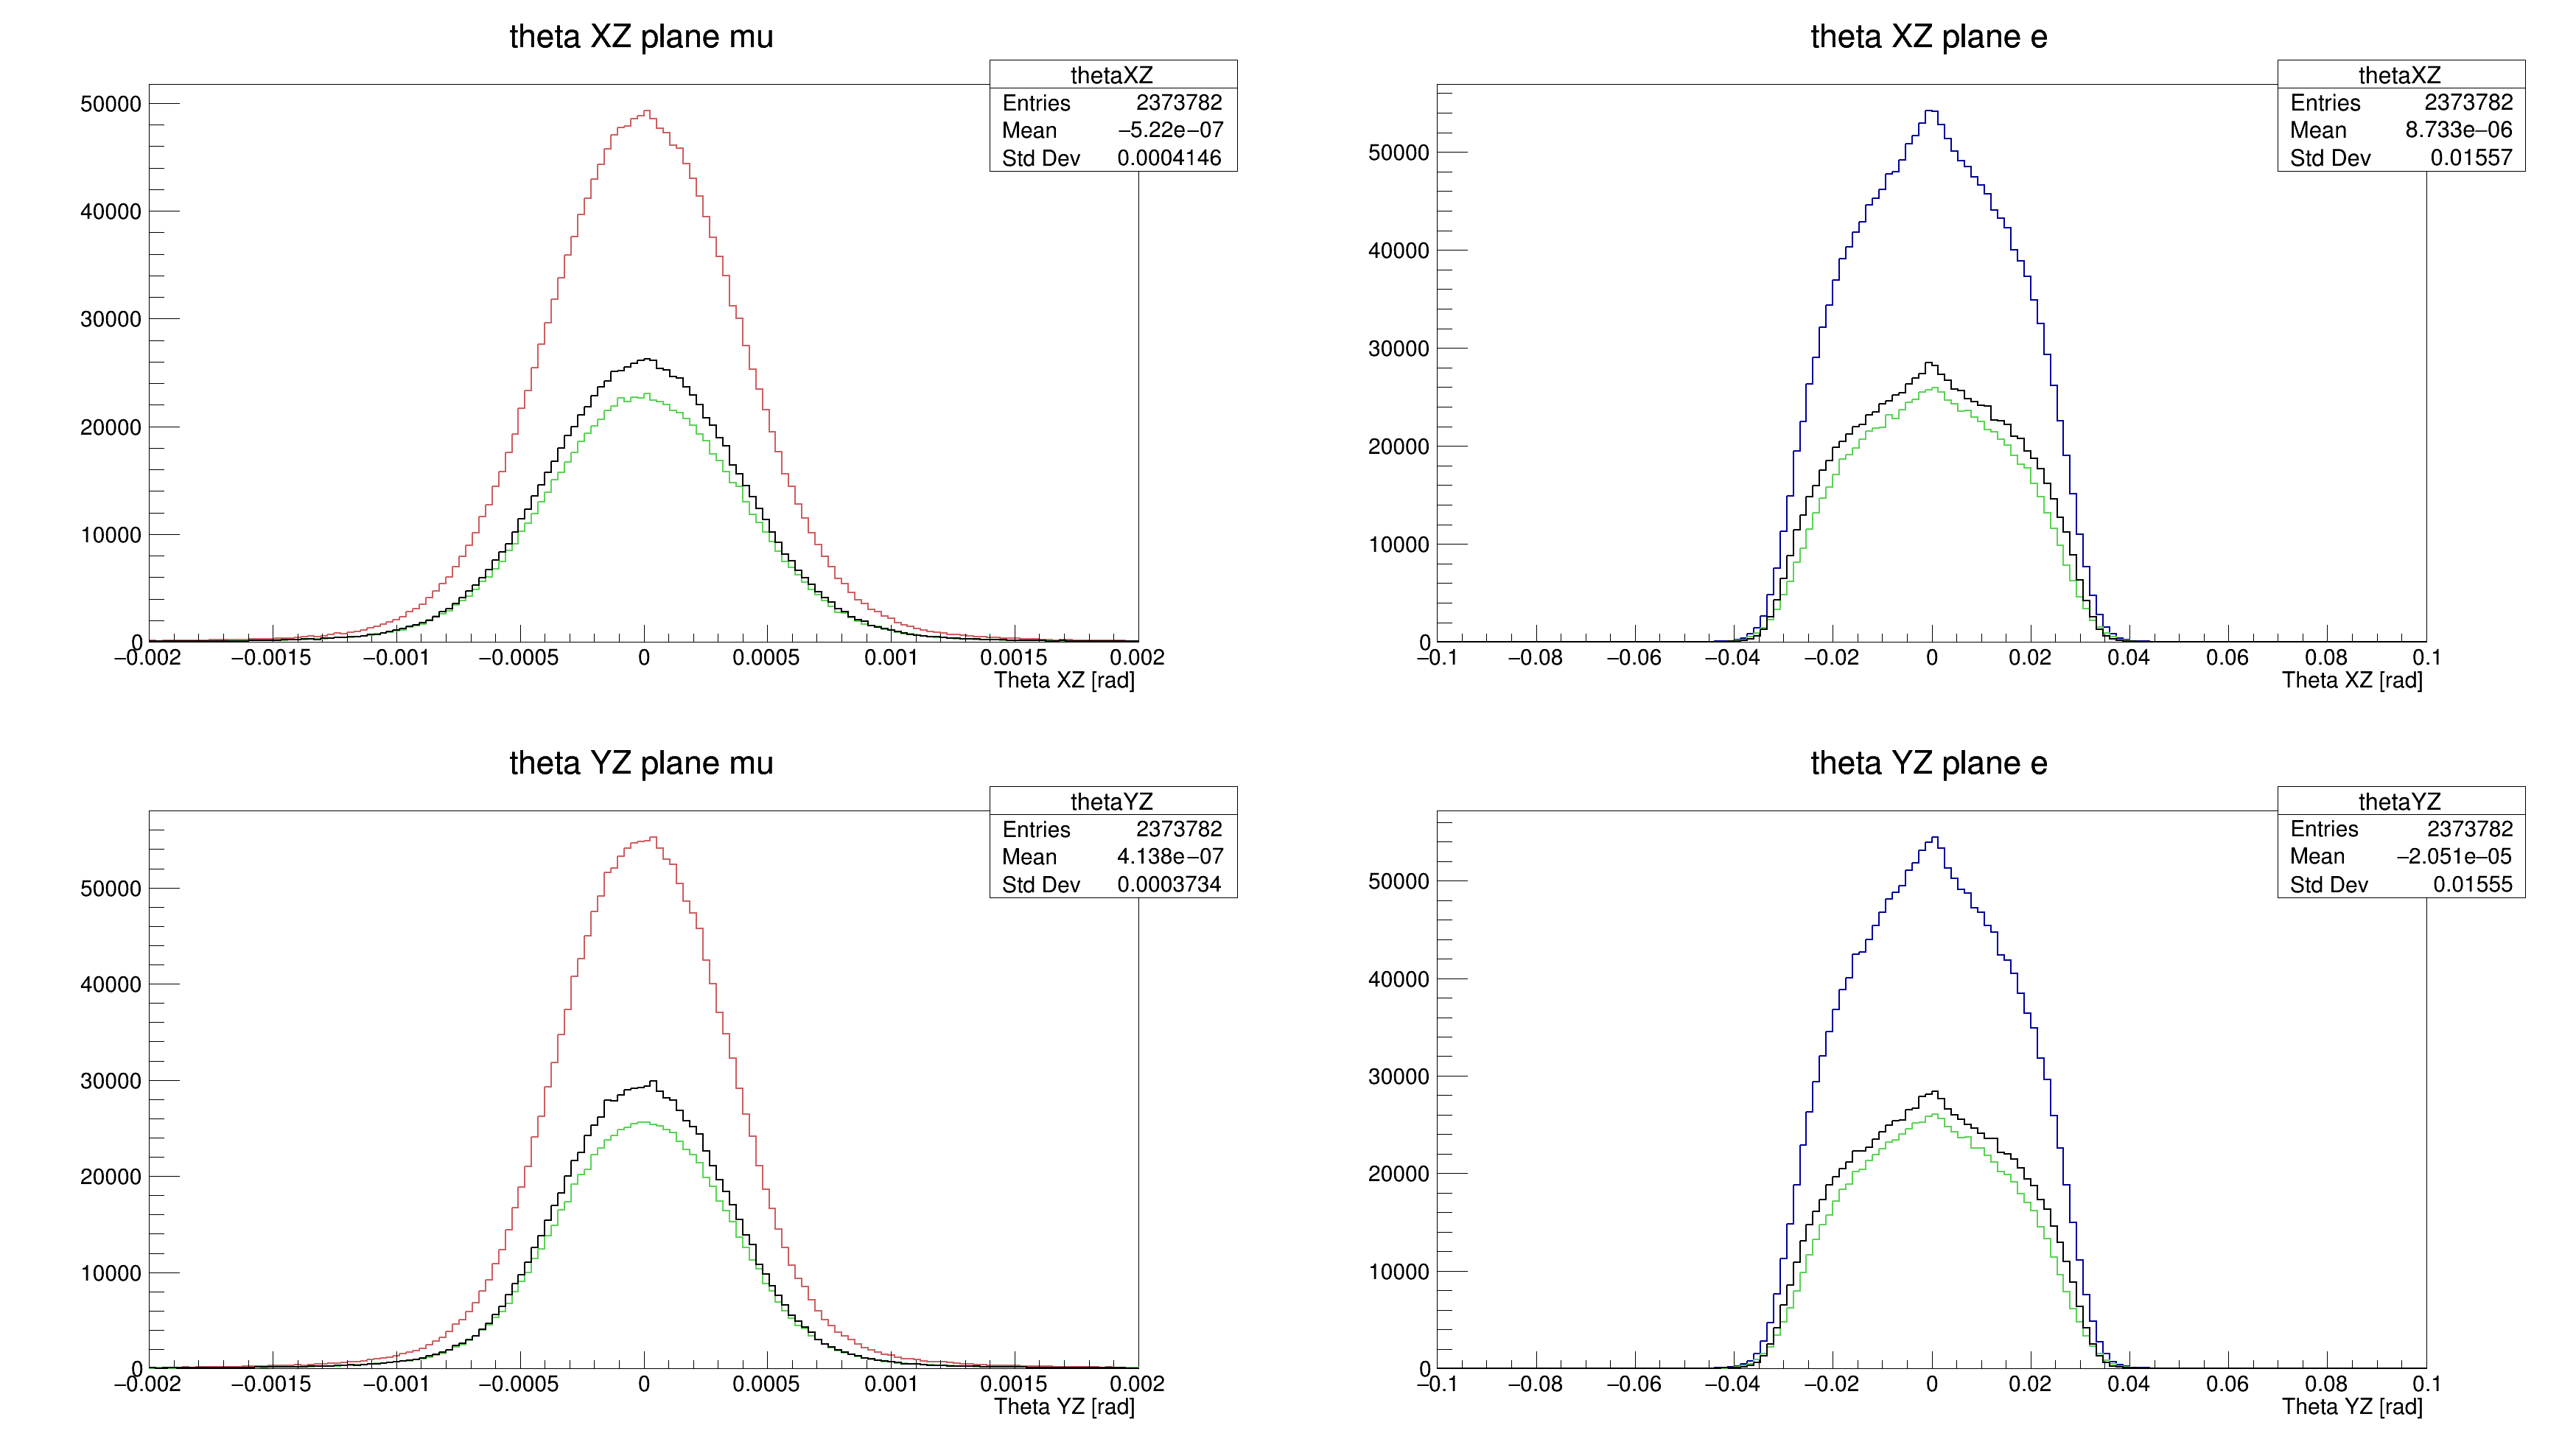 theta XZ plane mu
thetaXZ
Entries 2373782
Mean −5.22e−07
Std Dev 0.0004146
50000
40000
30000
20000
10000
0
−0.002 −0.0015 −0.001 −0.0005 0 0.0005 0.001 0.0015 0.002
Theta XZ [rad]
theta XZ plane e
thetaXZ
Entries 2373782
Mean 8.733e−06
Std Dev 0.01557
50000
40000
30000
20000
10000
0
−0.1 −0.08 −0.06 −0.04 −0.02 0 0.02 0.04 0.06 0.08 0.1
Theta XZ [rad]
theta YZ plane mu
thetaYZ
Entries 2373782
Mean 4.138e−07
Std Dev 0.0003734
50000
40000
30000
20000
10000
0
−0.002 −0.0015 −0.001 −0.0005 0 0.0005 0.001 0.0015 0.002
Theta YZ [rad]
theta YZ plane e
thetaYZ
Entries 2373782
Mean −2.051e−05
Std Dev 0.01555
50000
40000
30000
20000
10000
0
−0.1 −0.08 −0.06 −0.04 −0.02 0 0.02 0.04 0.06 0.08 0.1
Theta YZ [rad]